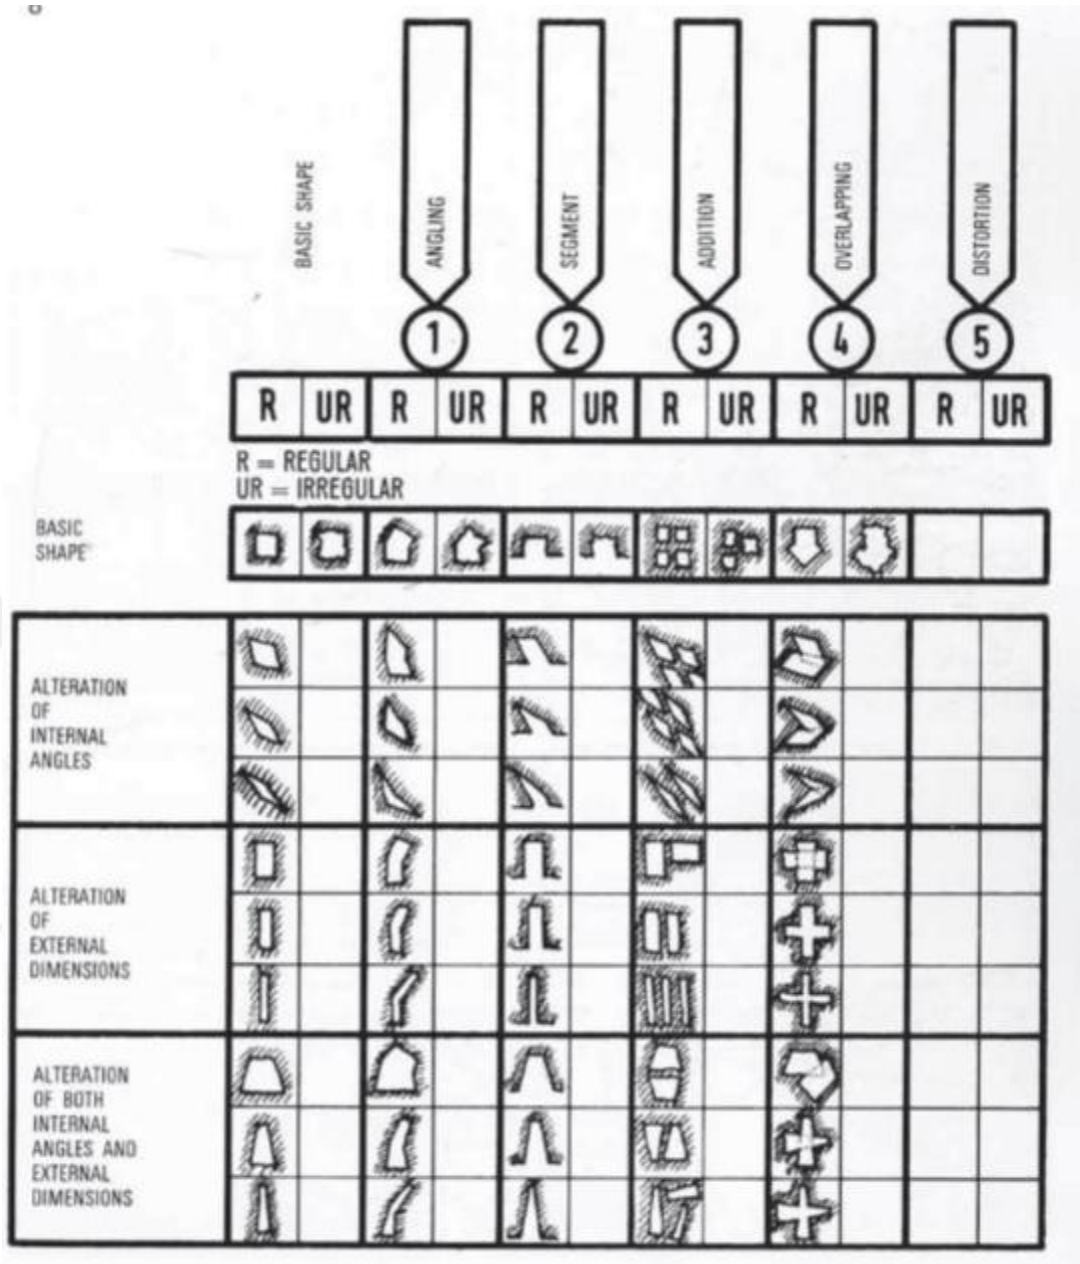 BASIC SHAPE
ANGLING
SEGMENT
ADDITION
OVERLAPPING
DISTORTION
1 2 3 4 5
R UR R UR R UR R UR R UR R UR
R = REGULAR
UR = IRREGULAR
BASIC
SHAPE
ALTERATION
OF
INTERNAL
ANGLES
ALTERATION
OF
EXTERNAL
DIMENSIONS
ALTERATION
OF BOTH
INTERNAL
ANGLES AND
EXTERNAL
DIMENSIONS